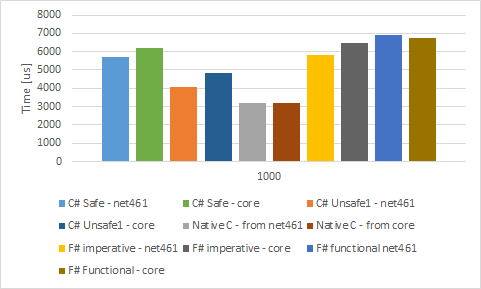 8000
7000
6000
5000
4000
3000
2000
1000
0
Time [us]
1000
C# Safe - net461
C# Safe - core
C# Unsafe1 - net461
C# Unsafe1 - core
Native C - from net461
Native C - from core
F# imperative - net461
F# imperative - core
F# functional net461
F# Functional - core